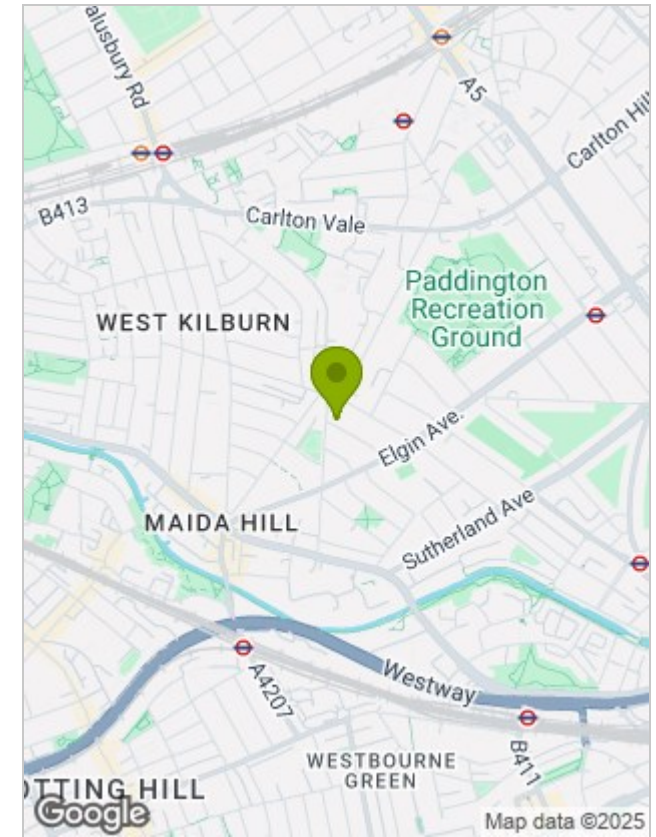 alusbury Rd
A5
Carlton Hill
B413
Carlton Vale
Paddington
Recreation
Ground
WEST KILBURN
Elgin Ave.
MAIDA HILL
Sutherland Ave
Westway
A4207
B411
WESTBOURNE
GREEN
OTTING HILL
Google
Map data ©2025